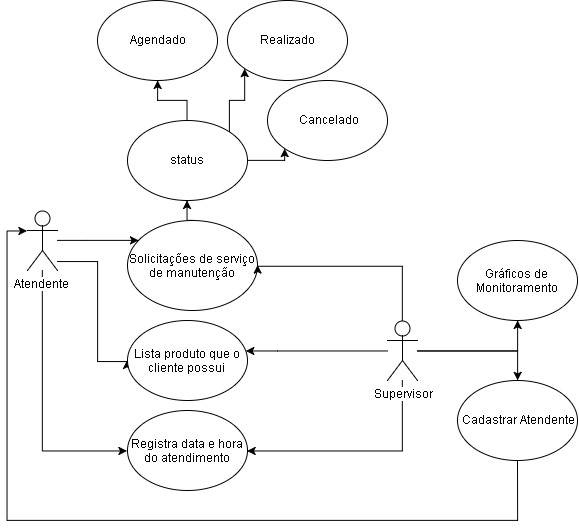 Agendado
Realizado
Cancelado
status
Solicitações de serviço
de manutenção
Atendente
Gráficos de
Monitoramento
Lista produto que o
cliente possui
Supervisor
Cadastrar Atendente
Registra data e hora
do atendimento